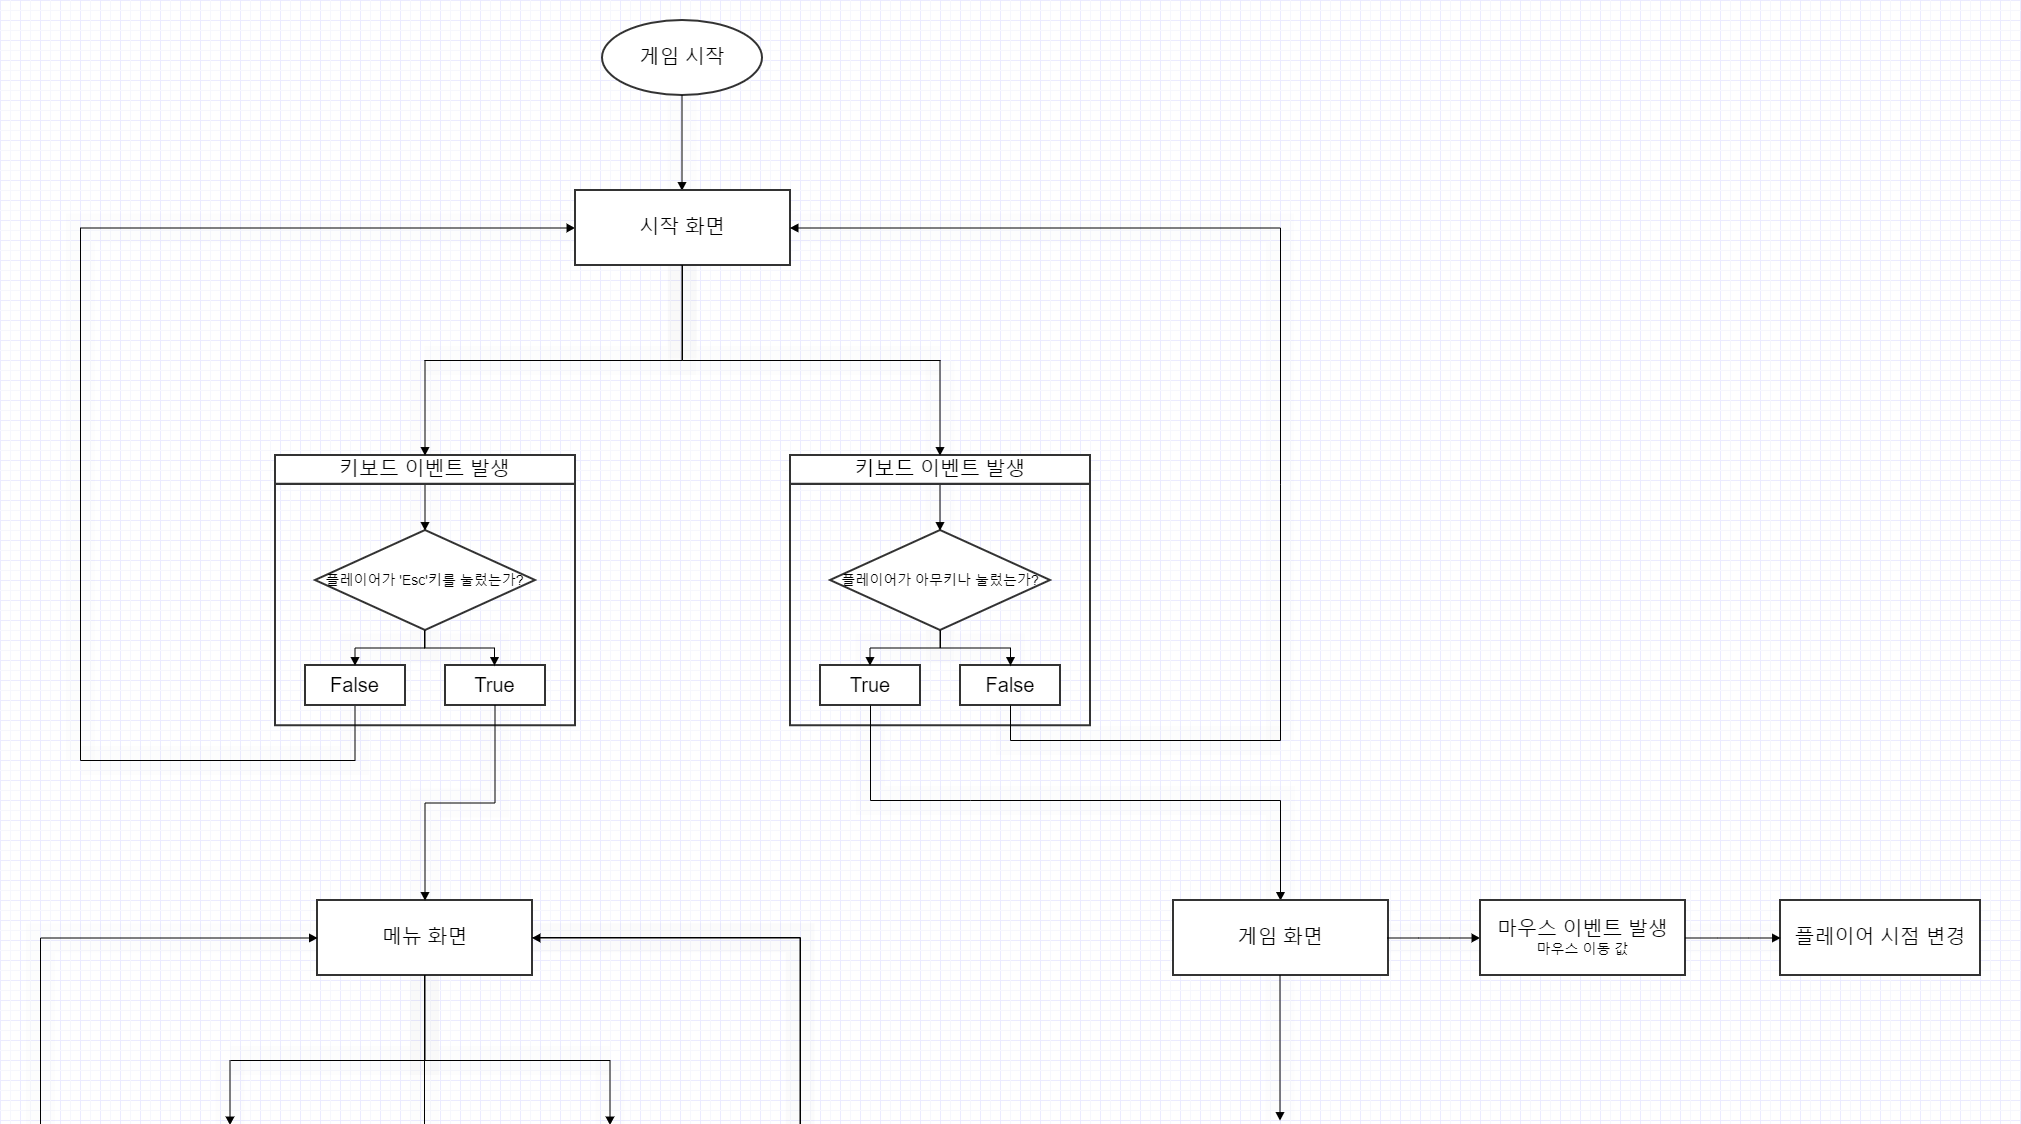 게임 시작
시작 화면
키보드 이벤트 발생
키보드 이벤트 발생
플레이어가 'Esc'키를 눌렀는가?
플레이어가 아무키나 눌렀는가?
False
True
True
False
메뉴 화면
게임 화면
마우스 이벤트 발생
마우스 이동 값
플레이어 시점 변경